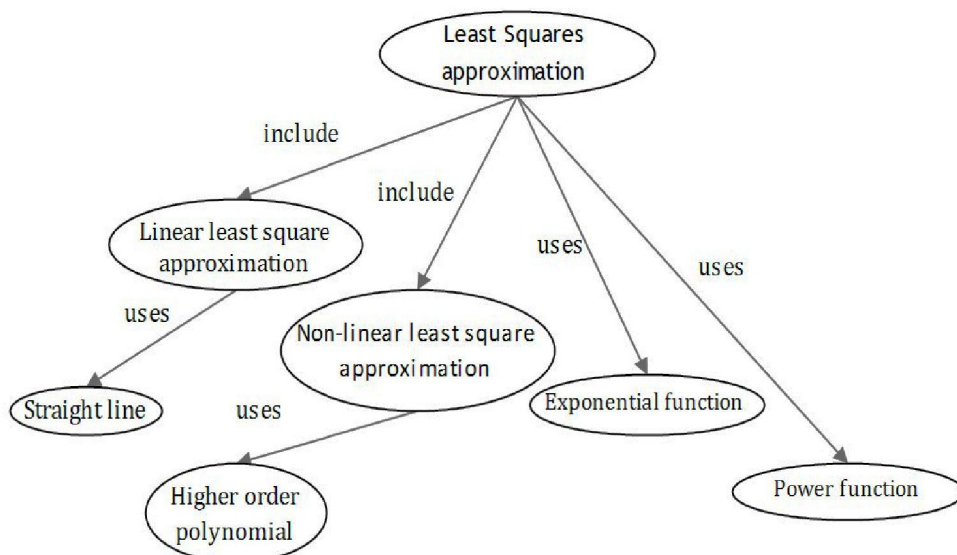 Least Squares
approximation
include
include
Linear least square
approximation
uses
uses
uses
Non-linear least square
approximation
Straight line
uses
Exponential function
Higher order
polynomial
Power function